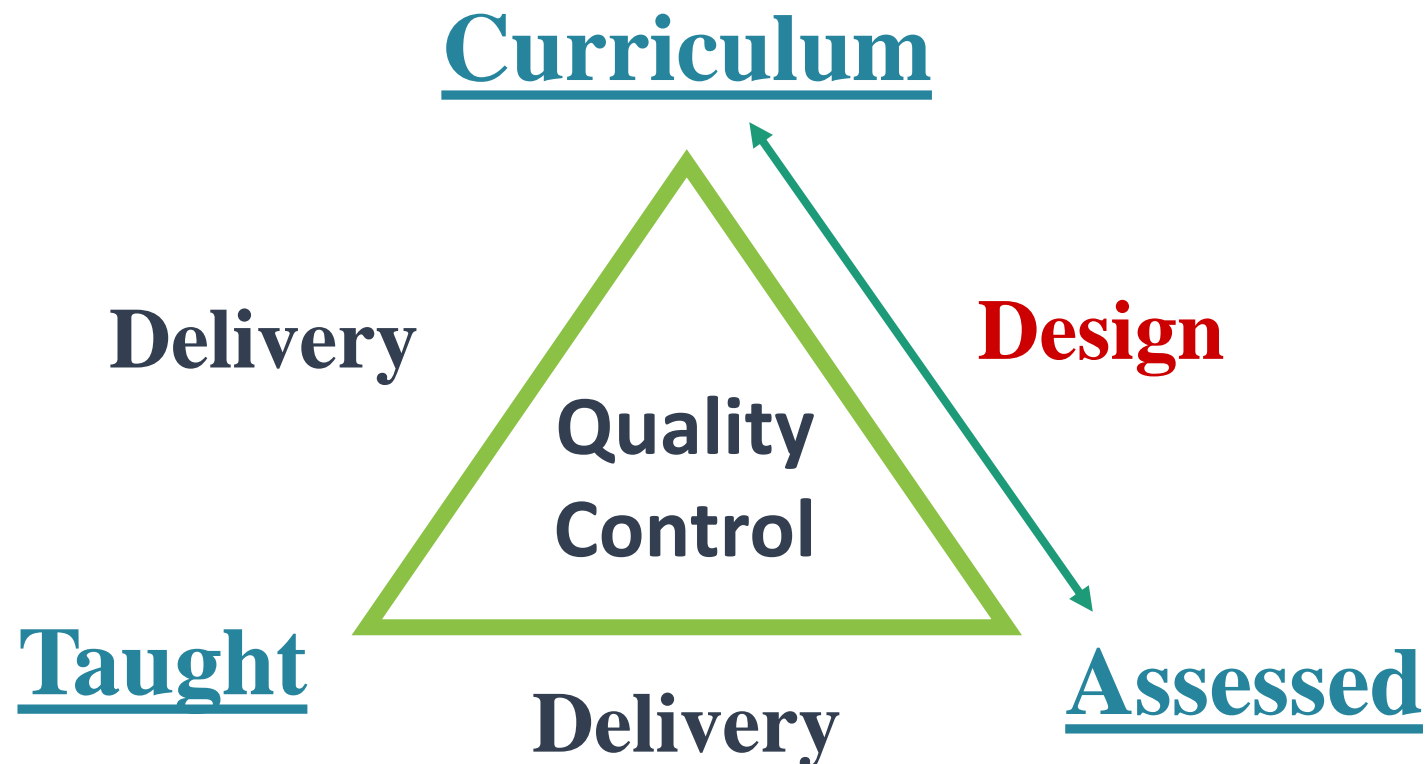 Curriculum
Delivery
Design
Quality
Control
Taught
Assessed
Delivery